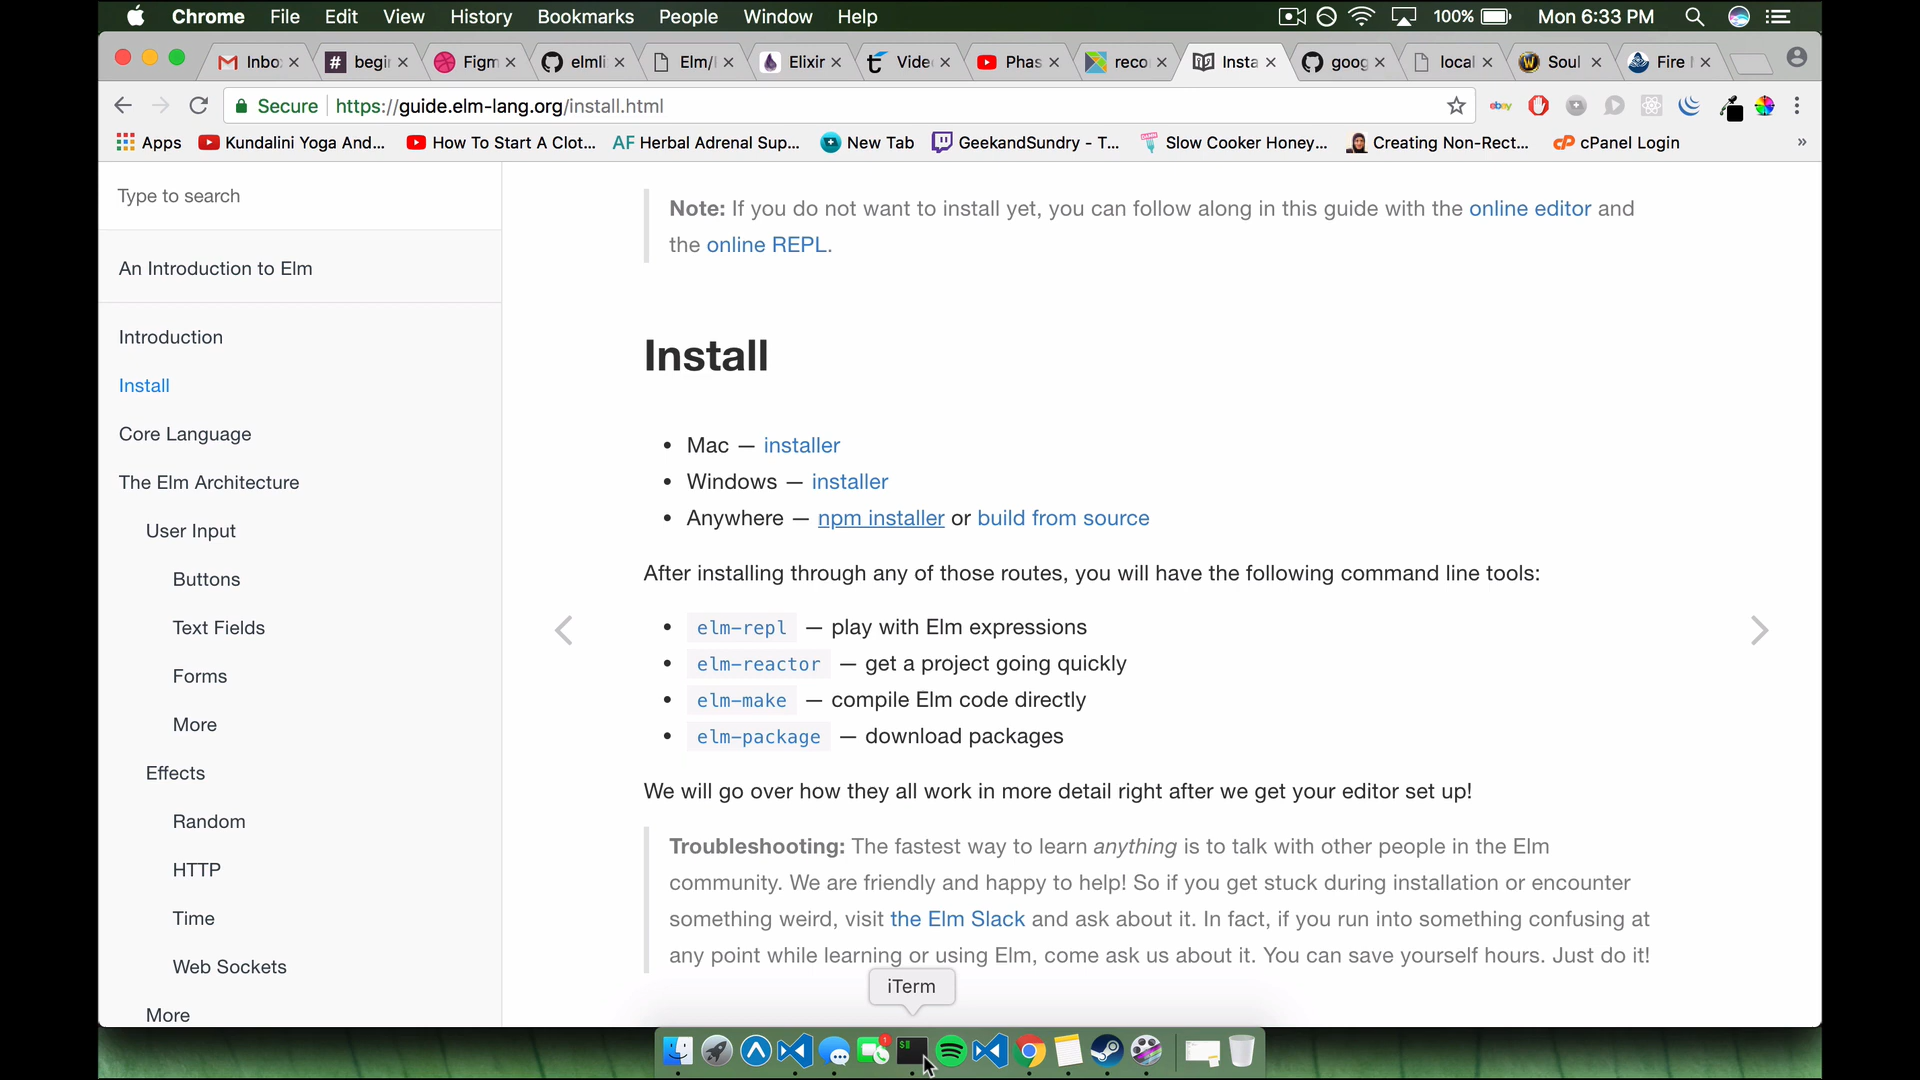 Chrome File Edit View History Bookmarks People Window Help 100% Mon 6:33 PM
Inbo # begin Figm elmli Elm/l Elixir Vide Phas reco Insta goog local Soul Fire
Secure https://guide.elm-lang.org/install.html ebay
Apps Kundalini Yoga And... How To Start A Clot... AF Herbal Adrenal Sup... New Tab GeekandSundry - T... Slow Cooker Honey... Creating Non-Rect... cP cPanel Login »
Type to search
An Introduction to Elm
Introduction
Install
Core Language
The Elm Architecture
User Input
Buttons
Text Fields
Forms
More
Effects
Random
HTTP
Time
Web Sockets
More
Note: If you do not want to install yet, you can follow along in this guide with the online editor and
the online REPL.
Install
• Mac — installer
• Windows — installer
• Anywhere — npm installer or build from source
After installing through any of those routes, you will have the following command line tools:
• elm-repl — play with Elm expressions
• elm-reactor — get a project going quickly
• elm-make — compile Elm code directly
• elm-package — download packages
We will go over how they all work in more detail right after we get your editor set up!
Troubleshooting: The fastest way to learn anything is to talk with other people in the Elm
community. We are friendly and happy to help! So if you get stuck during installation or encounter
something weird, visit the Elm Slack and ask about it. In fact, if you run into something confusing at
any point while learning or using Elm, come ask us about it. You can save yourself hours. Just do it!
iTerm